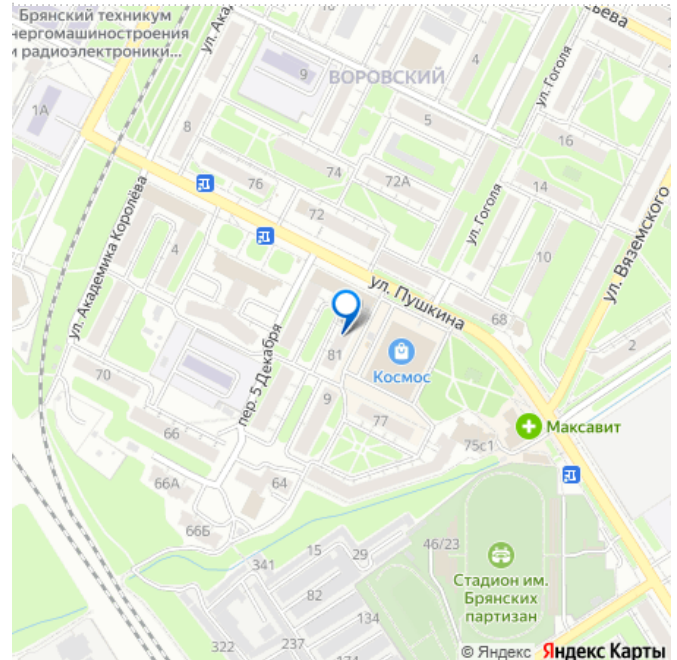 Брянский техникум
нергомашиностроения
и радиоэлектроники...
ул. Ака
ьева
9
ВОРОВСКИЙ
4
ул. Гоголя
1А
8
5
16
74
72А
76
14
72
ул. Гоголя
ул. Академика Королёва
4
10
ул. Вяземского
ул. Пушкина
68
2
пер. 5 Декабря
81
Космос
70
9
77
Максавит
66
75с1
66А
64
66Б
15
29
46/23
341
Стадион им.
Брянских
партизан
82
134
322
237
© Яндекс Яндекс Карты